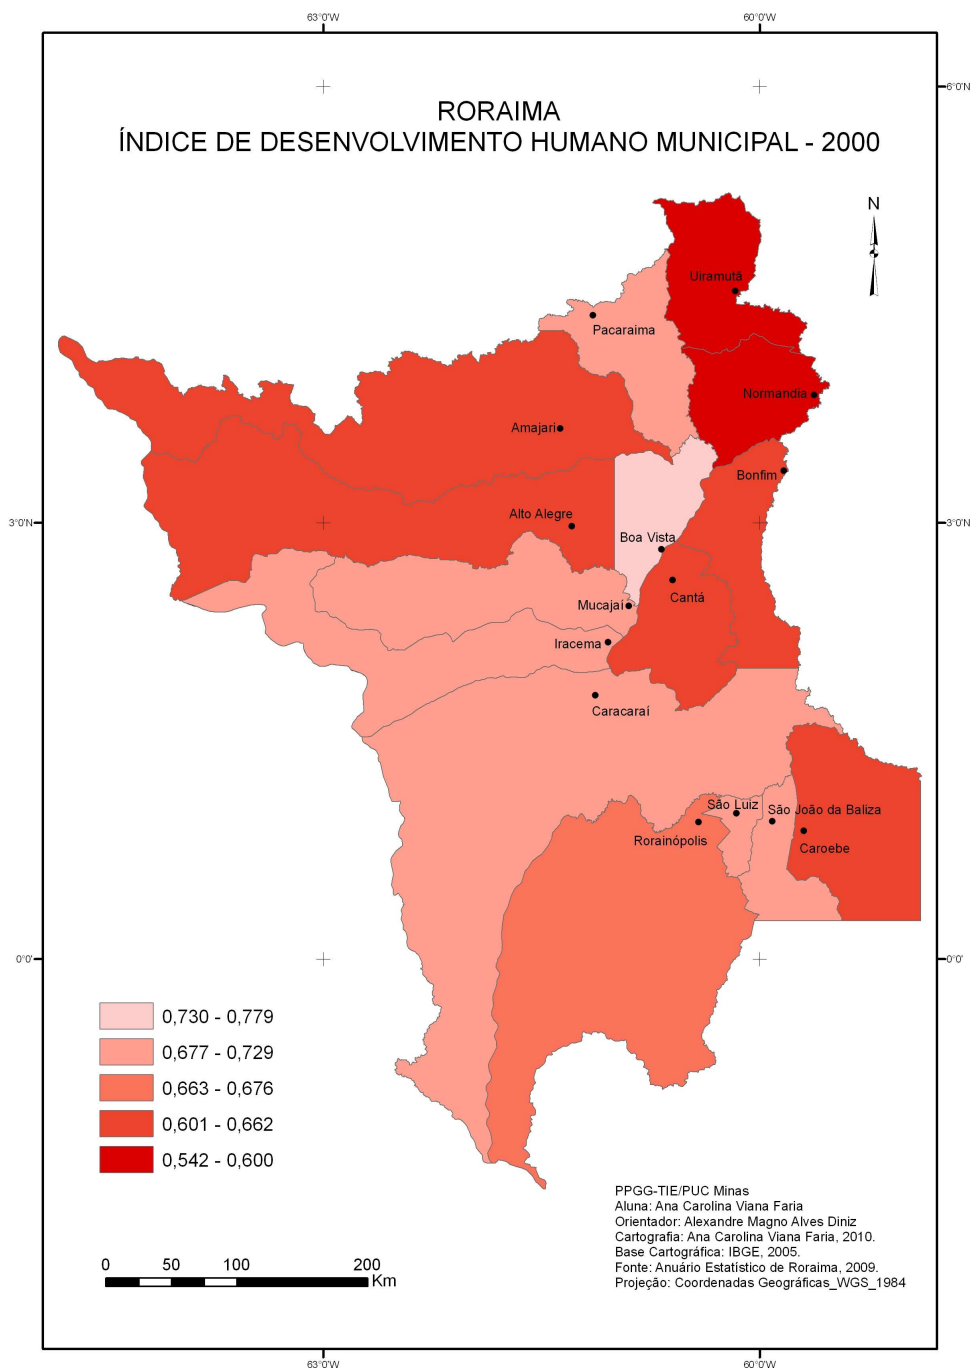 63°0'W
60°0'W
6°0'N
RORAIMA
ÍNDICE DE DESENVOLVIMENTO HUMANO MUNICIPAL - 2000
N
Uiramutã
Pacaraima
Normandia
Amajari
Bonfim
Alto Alegre
3°0'N
3°0'N
Boa Vista
Cantá
Mucajaí
Iracema
Caracaraí
São Luiz
São João da Baliza
Rorainópolis
Caroebe
0°0'
0°0'
0,730 - 0,779
0,677 - 0,729
0,663 - 0,676
0,601 - 0,662
0,542 - 0,600
PPGG-TIE/PUC Minas
Aluna: Ana Carolina Viana Faria
Orientador: Alexandre Magno Alves Diniz
Cartografia: Ana Carolina Viana Faria, 2010.
Base Cartográfica: IBGE, 2005.
Fonte: Anuário Estatistico de Roraima, 2009.
Projeção: Coordenadas Geográficas_WGS_1984
0 50 100 200
Km
63°0'W
60°0'W